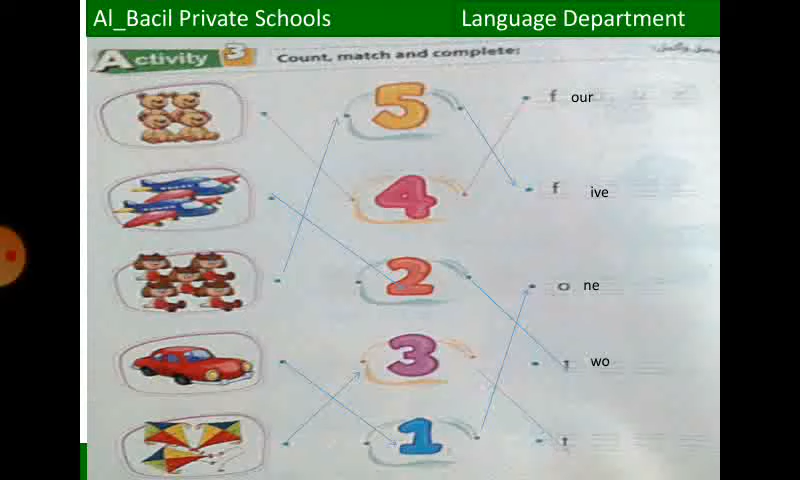 Al_Bacil Private Schools
Language Department
Activity 3
Count, match and complete:
5
f our
4
f ive
2
o ne
3
t wo
1
t